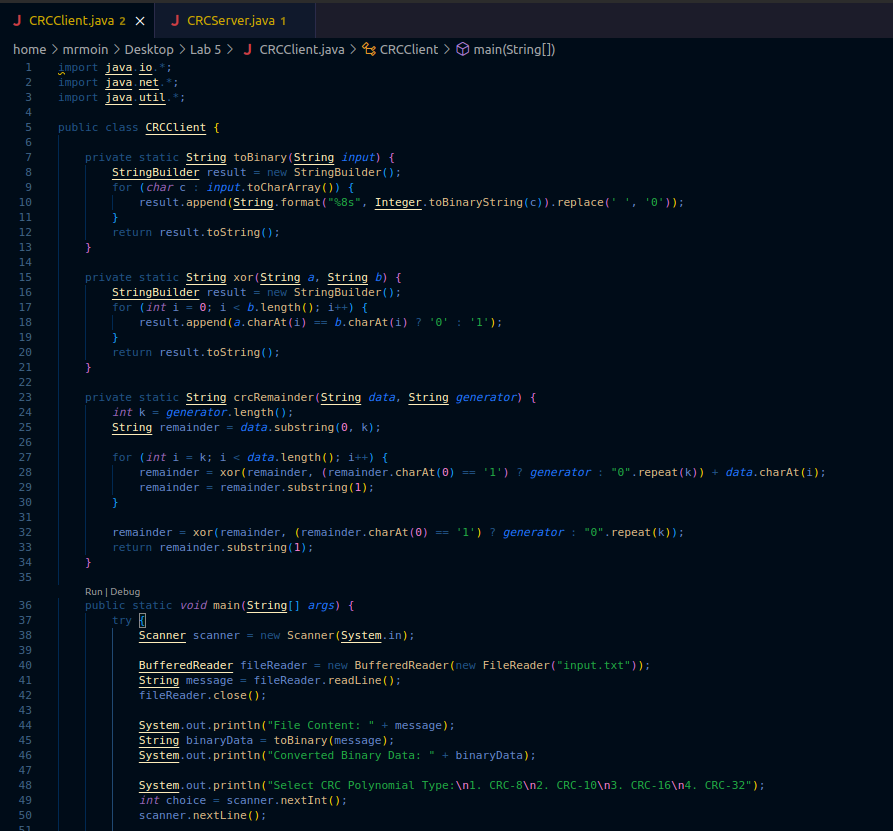 J CRCClient.java 2 × J CRCServer.java 1
home > mrmoin > Desktop > Lab 5 > J CRCClient.java > CRCClient > main(String[])
1 import java.io.*;
2 import java.net.*;
3 import java.util.*;
4
5 public class CRCClient {
6
7 private static String toBinary(String input) {
8 StringBuilder result = new StringBuilder();
9 for (char c : input.toCharArray()) {
10 result.append(String.format("%8s", Integer.toBinaryString(c)).replace(' ', '0'));
11 }
12 return result.toString();
13 }
14
15 private static String xor(String a, String b) {
16 StringBuilder result = new StringBuilder();
17 for (int i = 0; i < b.length(); i++) {
18 result.append(a.charAt(i) == b.charAt(i) ? '0' : '1');
19 }
20 return result.toString();
21 }
22
23 private static String crcRemainder(String data, String generator) {
24 int k = generator.length();
25 String remainder = data.substring(0, k);
26
27 for (int i = k; i < data.length(); i++) {
28 remainder = xor(remainder, (remainder.charAt(0) == '1') ? generator : "0".repeat(k)) + data.charAt(i);
29 remainder = remainder.substring(1);
30 }
31
32 remainder = xor(remainder, (remainder.charAt(0) == '1') ? generator : "0".repeat(k));
33 return remainder.substring(1);
34 }
35
Run | Debug
36 public static void main(String[] args) {
37 try {
38 Scanner scanner = new Scanner(System.in);
39
40 BufferedReader fileReader = new BufferedReader(new FileReader("input.txt"));
41 String message = fileReader.readLine();
42 fileReader.close();
43
44 System.out.println("File Content: " + message);
45 String binaryData = toBinary(message);
46 System.out.println("Converted Binary Data: " + binaryData);
47
48 System.out.println("Select CRC Polynomial Type:\n1. CRC-8\n2. CRC-10\n3. CRC-16\n4. CRC-32");
49 int choice = scanner.nextInt();
50 scanner.nextLine();
51